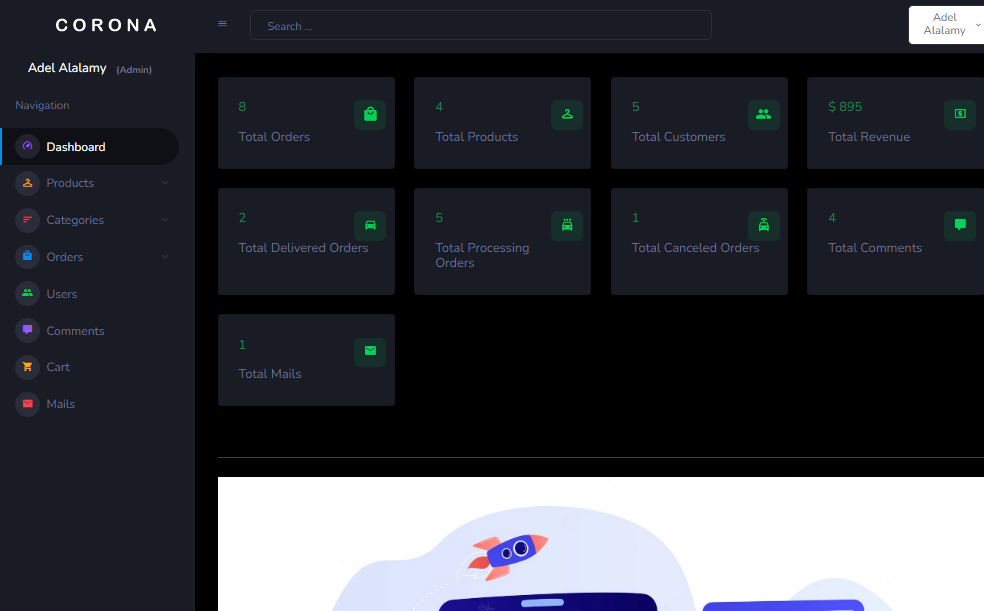 CORONA
Search ...
Adel
Alalamy
Adel Alalamy (Admin)
Navigation
Dashboard
Products
Categories
Orders
Users
Comments
Cart
Mails
8
Total Orders
4
Total Products
5
Total Customers
$ 895
Total Revenue
2
Total Delivered Orders
5
Total Processing
Orders
1
Total Canceled Orders
4
Total Comments
1
Total Mails